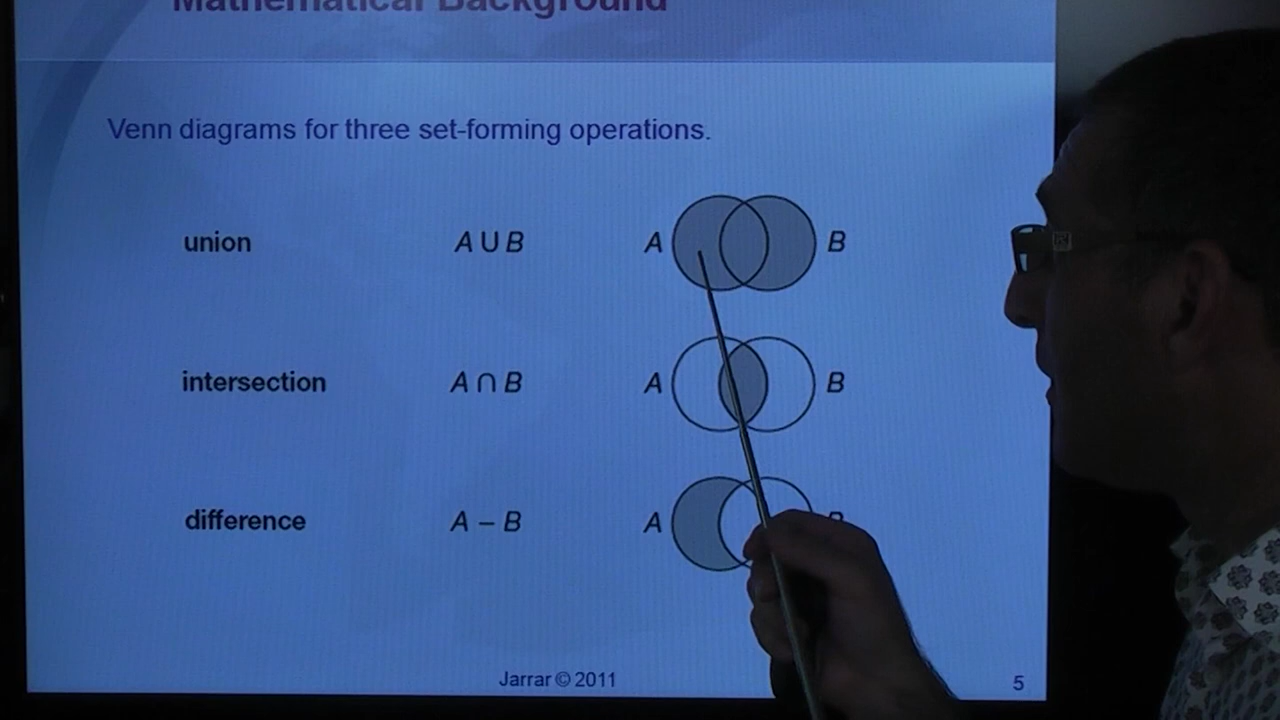 Mathematical Background
Venn diagrams for three set-forming operations.
union A ∪ B A B
intersection A ∩ B A B
difference A – B A B
Jarrar © 2011 5